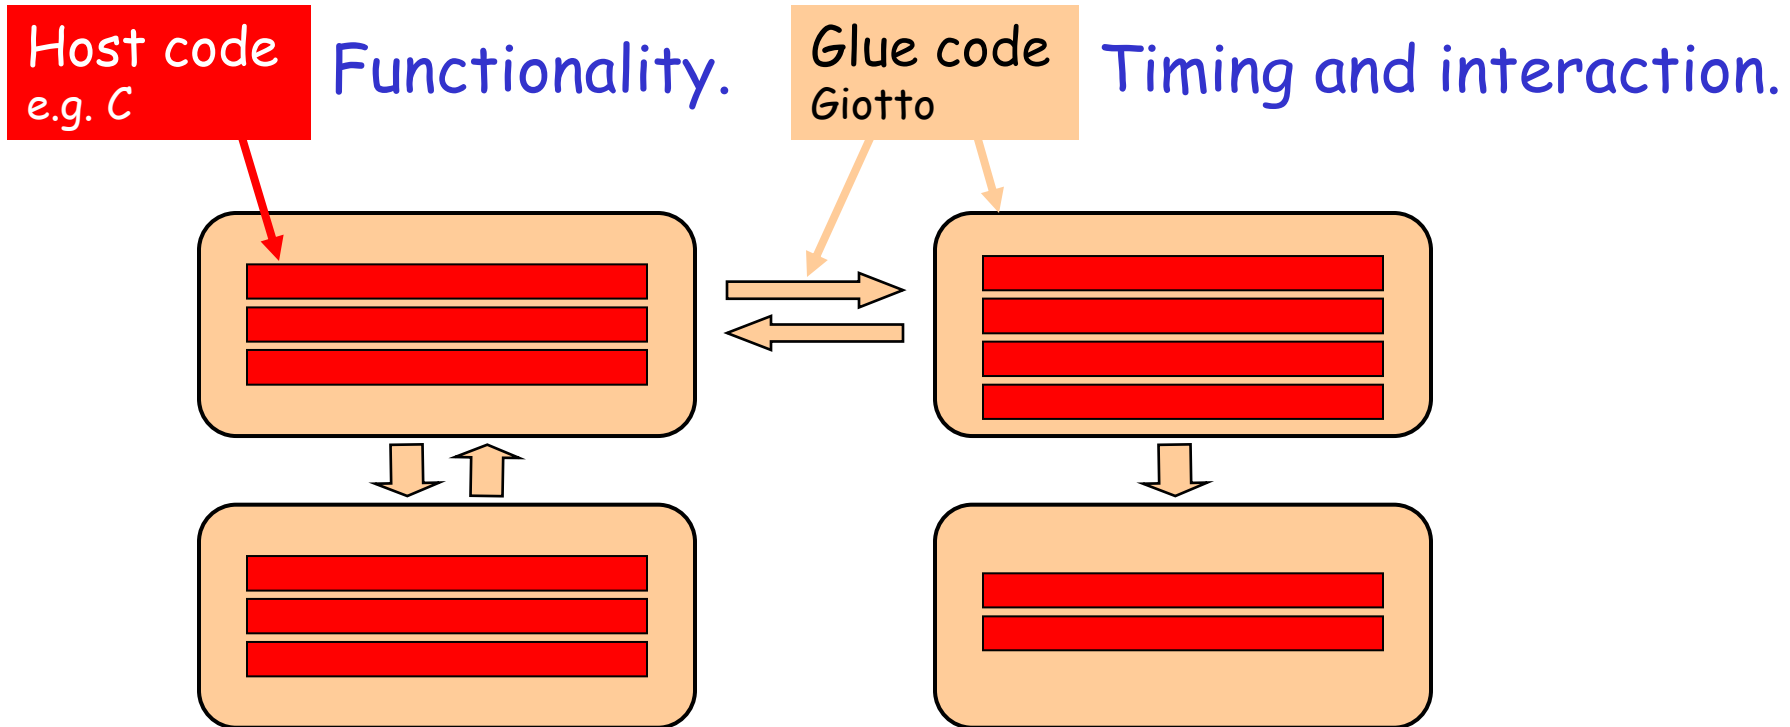 Host code
e.g. C
Functionality.
Glue code
Giotto
Timing and interaction.